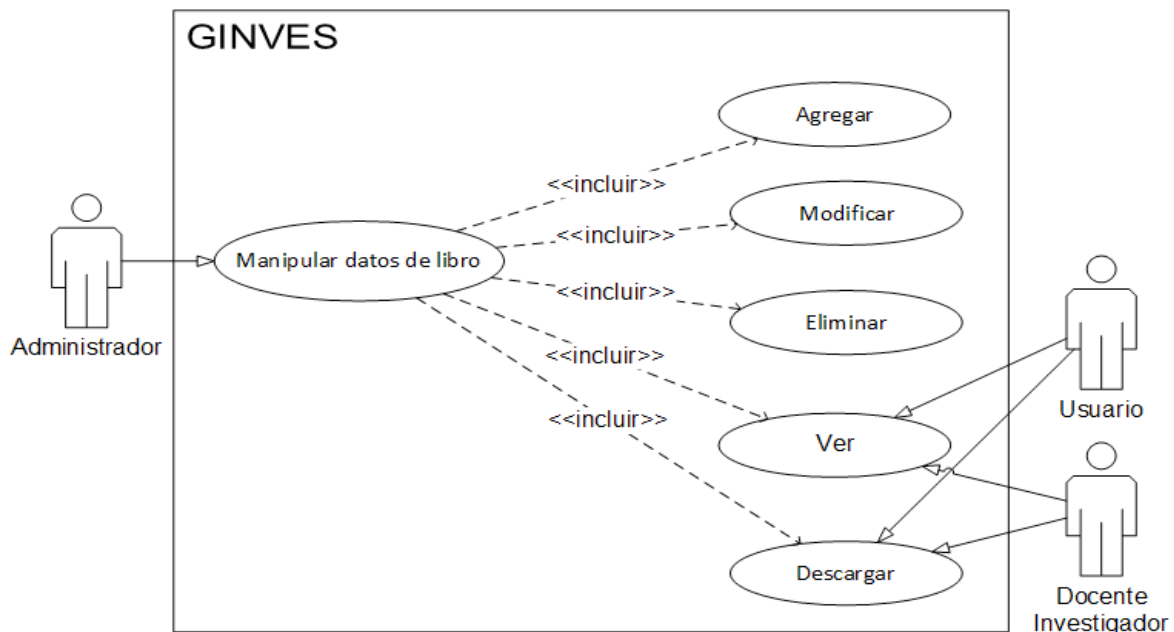 GINVES
Agregar
<<incluir>>
Modificar
<<incluir>>
Manipular datos de libro
<<incluir>>
Eliminar
Administrador
<<incluir>>
Usuario
<<incluir>>
Ver
Descargar
Docente
Investigador